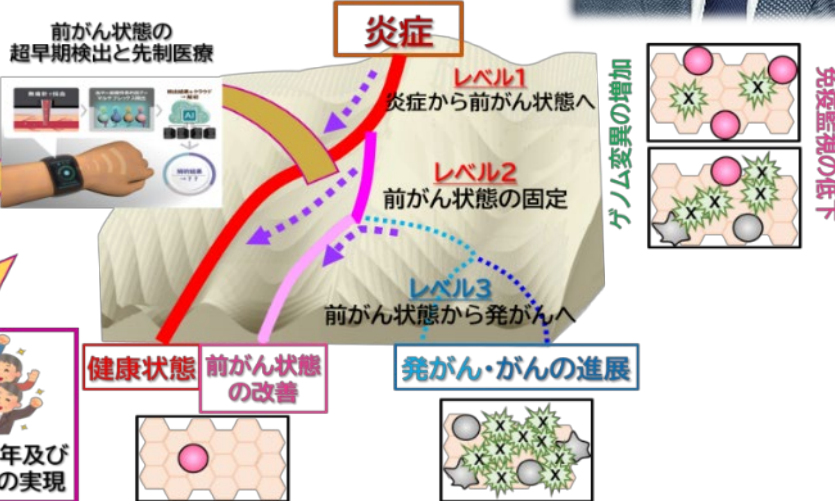 前がん状態の
超早期検出と先制医療
炎症
レベル1
炎症から前がん状態へ
レベル2
前がん状態の固定
レベル3
前がん状態から発がんへ
ゲノム変異の増加
免疫監視の低下
AI
健康状態
前がん状態
の改善
発がん・がんの進展
年及び
の実現
X
X
X
X
X
X
X
X
X
X
X
X
X